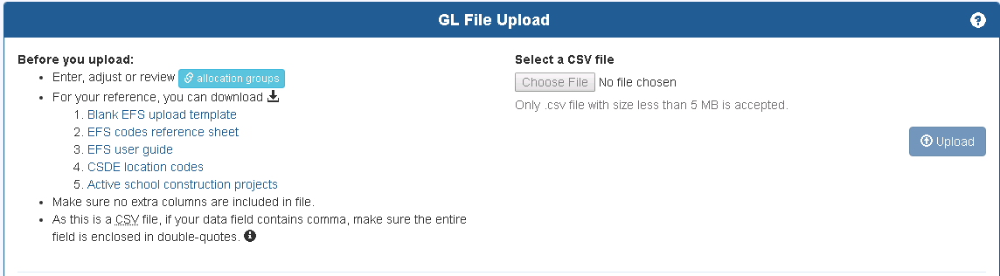 GL File Upload
Before you upload:
Enter, adjust or review allocation groups
For your reference, you can download
1. Blank EFS upload template
2. EFS codes reference sheet
3. EFS user guide
4. CSDE location codes
5. Active school construction projects
Make sure no extra columns are included in file.
As this is a CSV file, if your data field contains comma, make sure the entire
field is enclosed in double-quotes.
Select a CSV file
Choose File No file chosen
Only .csv file with size less than 5 MB is accepted.
Upload